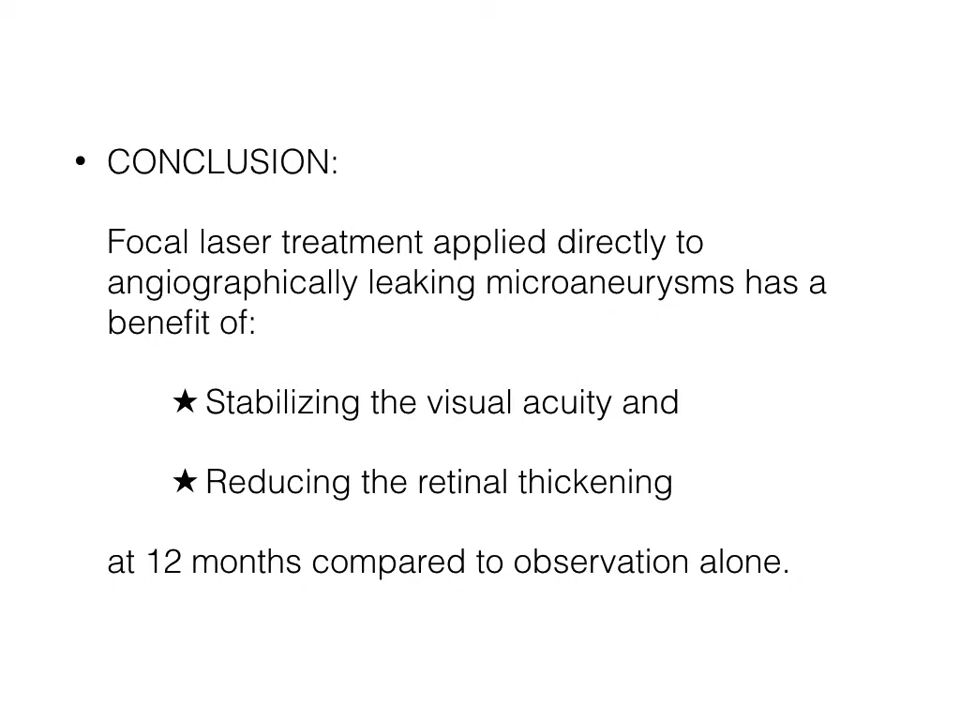 • CONCLUSION:
Focal laser treatment applied directly to
angiographically leaking microaneurysms has a
benefit of:
★ Stabilizing the visual acuity and
★ Reducing the retinal thickening
at 12 months compared to observation alone.